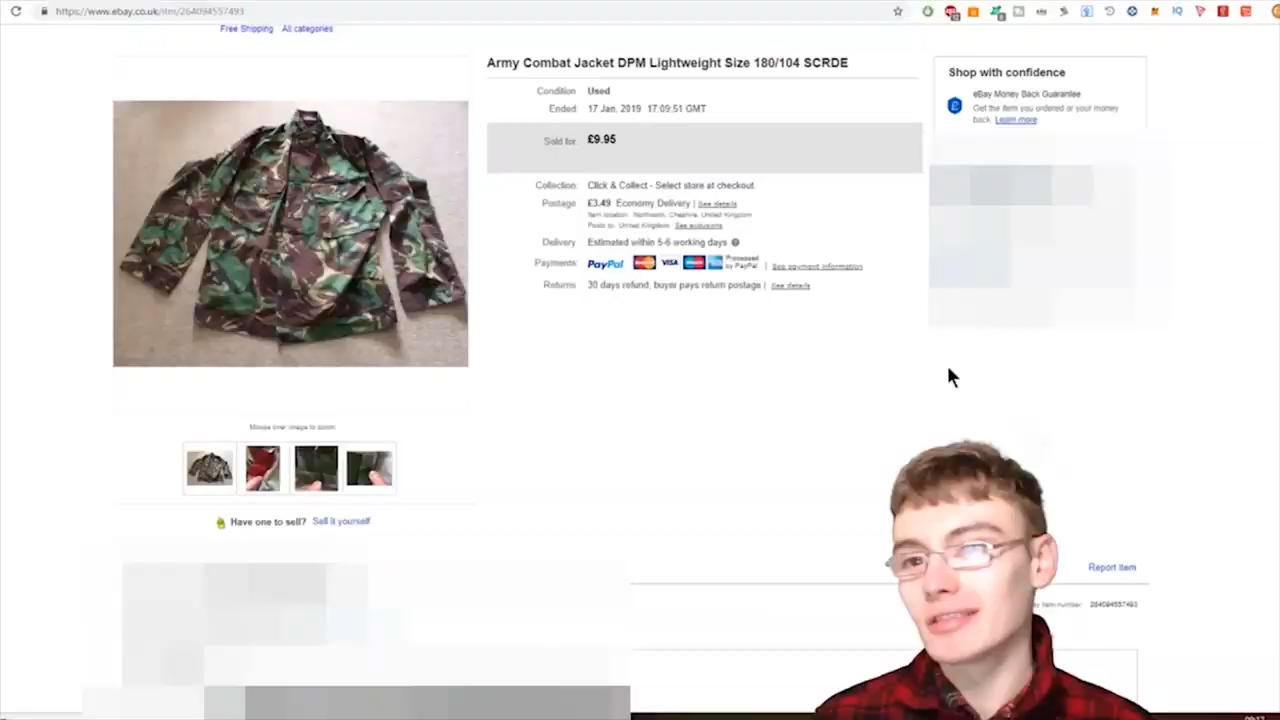 https://www.ebay.co.uk/itm/264094557493
Free Shipping All categories
Army Combat Jacket DPM Lightweight Size 180/104 SCRDE
Condition Used
Ended: 17 Jan, 2019 17:09:51 GMT
Sold for: £9.95
Collection: Click & Collect - Select store at checkout
Postage: £3.49 Economy Delivery | See details
Item location: Northwich, Cheshire, United Kingdom
Posts to: United Kingdom See exclusions
Delivery: Estimated within 5-6 working days
Payments: PayPal VISA Processed by PayPal | See payment information
Returns: 30 days refund, buyer pays return postage | See details
Shop with confidence
eBay Money Back Guarantee
Get the item you ordered or your money
back. Learn more
Mouse over image to zoom
Have one to sell? Sell it yourself
Report item
item number: 264094557493